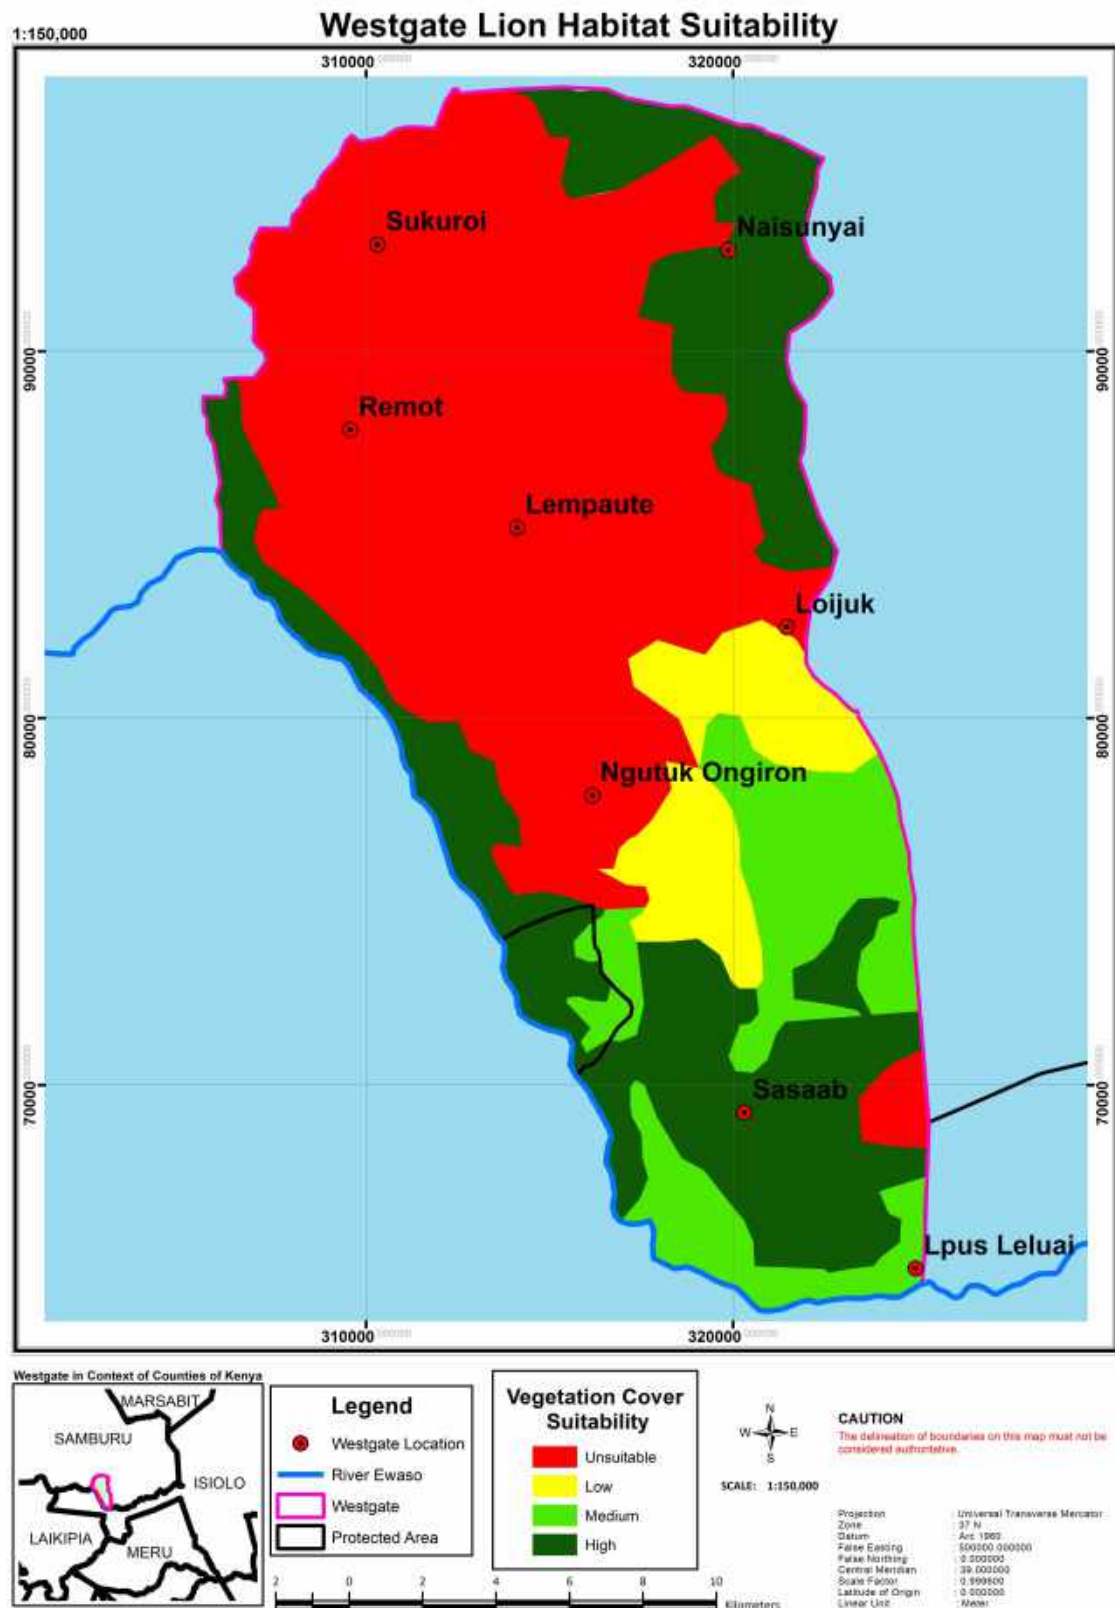 Westgate Lion Habitat Suitability
1:150,000
310000
320000
Sukuroi
Naisunyai
90000
90000
Remot
Lempaute
Loijuk
80000
80000
Ngutuk Ongiron
70000
70000
Sasaab
Lpus Leluai
310000
320000
Westgate in Context of Counties of Kenya
MARSABIT
SAMBURU
ISIOLO
LAIKIPIA
MERU
Legend
Westgate Location
River Ewaso
Westgate
Protected Area
Vegetation Cover
Suitability
Unsuitable
Low
Medium
High
N
W E
S
SCALE: 1:150,000
CAUTION
The delineation of boundaries on this map must not be
considered authoritative.
Projection : Universal Transverse Mercator
Zone : 37 N
Datum : Arc 1960
False Easting : 500000.000000
False Northing : 0.000000
Central Meridian : 39.000000
Scale Factor : 0.999600
Latitude of Origin : 0.000000
Linear Unit : Meter
2 0 2 4 6 8 10
Kilometers